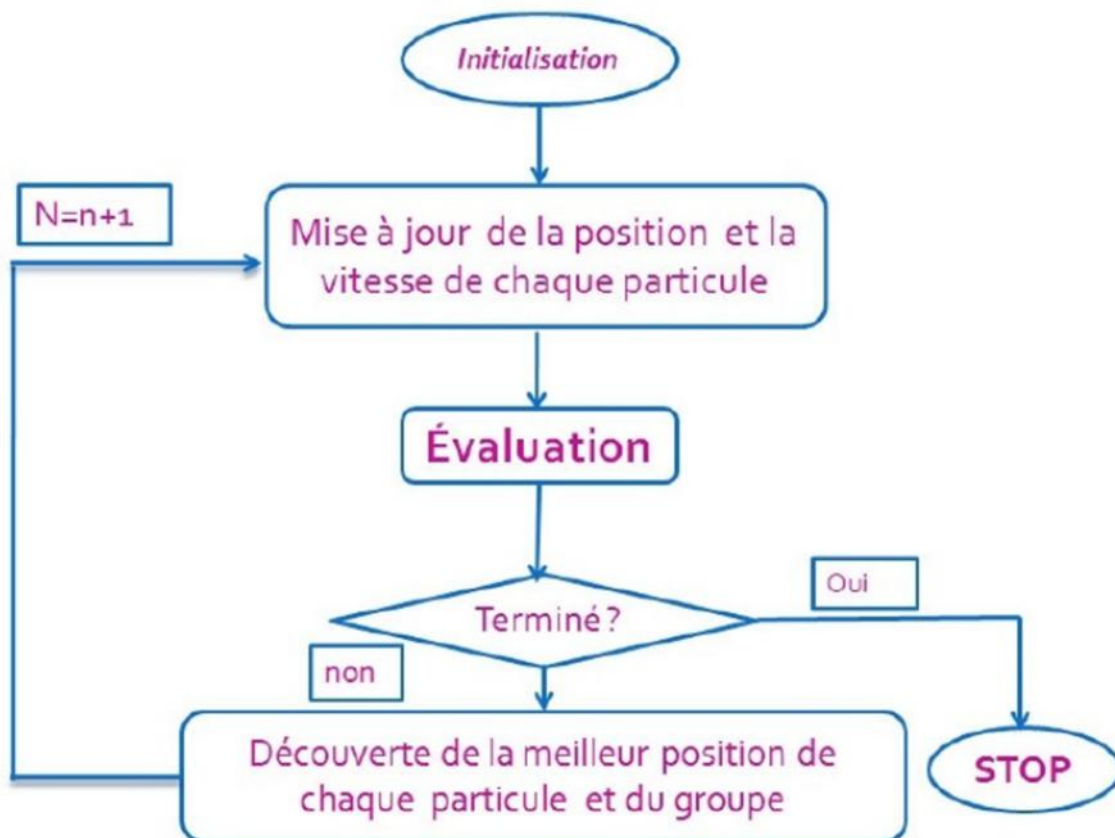 Initialisation
N=n+1
Mise à jour de la position et la
vitesse de chaque particule
Évaluation
Terminé?
Oui
non
Découverte de la meilleur position de
chaque particule et du groupe
STOP